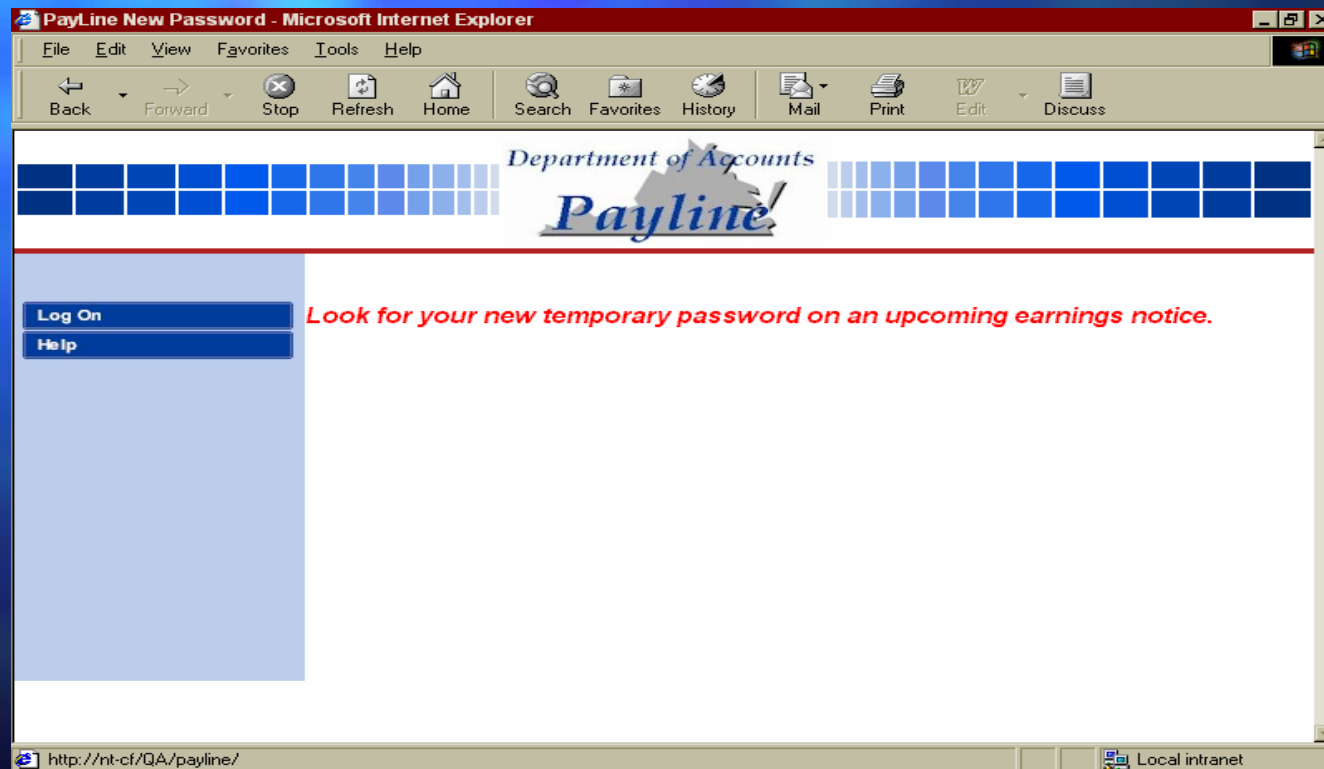 PayLine New Password - Microsoft Internet Explorer
File Edit View Favorites Tools Help
Back Forward Stop Refresh Home Search Favorites History Mail Print Edit Discuss
Department of Accounts
Payline
Log On
Look for your new temporary password on an upcoming earnings notice.
Help
http://nt-cf/QA/payline/ Local intranet